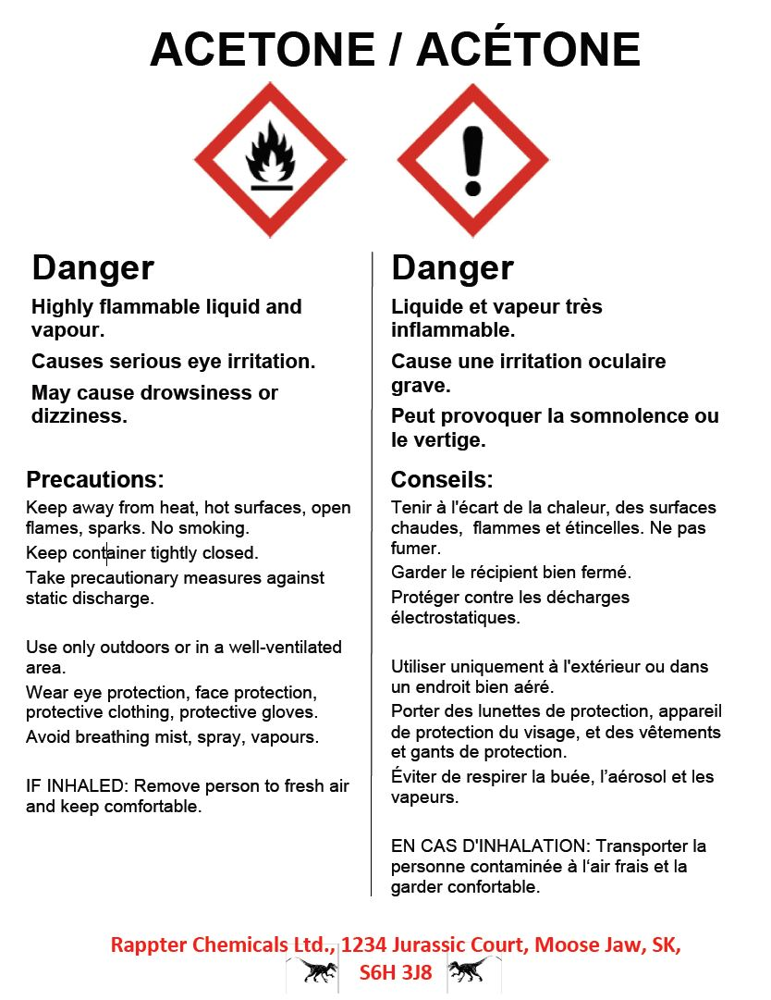 ACETONE / ACÉTONE
Danger
Highly flammable liquid and
vapour.
Causes serious eye irritation.
May cause drowsiness or
dizziness.
Precautions:
Keep away from heat, hot surfaces, open
flames, sparks. No smoking.
Keep container tightly closed.
Take precautionary measures against
static discharge.
Use only outdoors or in a well-ventilated
area.
Wear eye protection, face protection,
protective clothing, protective gloves.
Avoid breathing mist, spray, vapours.
IF INHALED: Remove person to fresh air
and keep comfortable.
Danger
Liquide et vapeur très
inflammable.
Cause une irritation oculaire
grave.
Peut provoquer la somnolence ou
le vertige.
Conseils:
Tenir à l'écart de la chaleur, des surfaces
chaudes,  flammes et étincelles. Ne pas
fumer.
Garder le récipient bien fermé.
Protéger contre les décharges
électrostatiques.
Utiliser uniquement à l'extérieur ou dans
un endroit bien aéré.
Porter des lunettes de protection, appareil
de protection du visage, et des vêtements
et gants de protection.
Éviter de respirer la buée, l’aérosol et les
vapeurs.
EN CAS D'INHALATION: Transporter la
personne contaminée à l‘air frais et la
garder confortable.
Rappter Chemicals Ltd., 1234 Jurassic Court, Moose Jaw, SK,
S6H 3J8